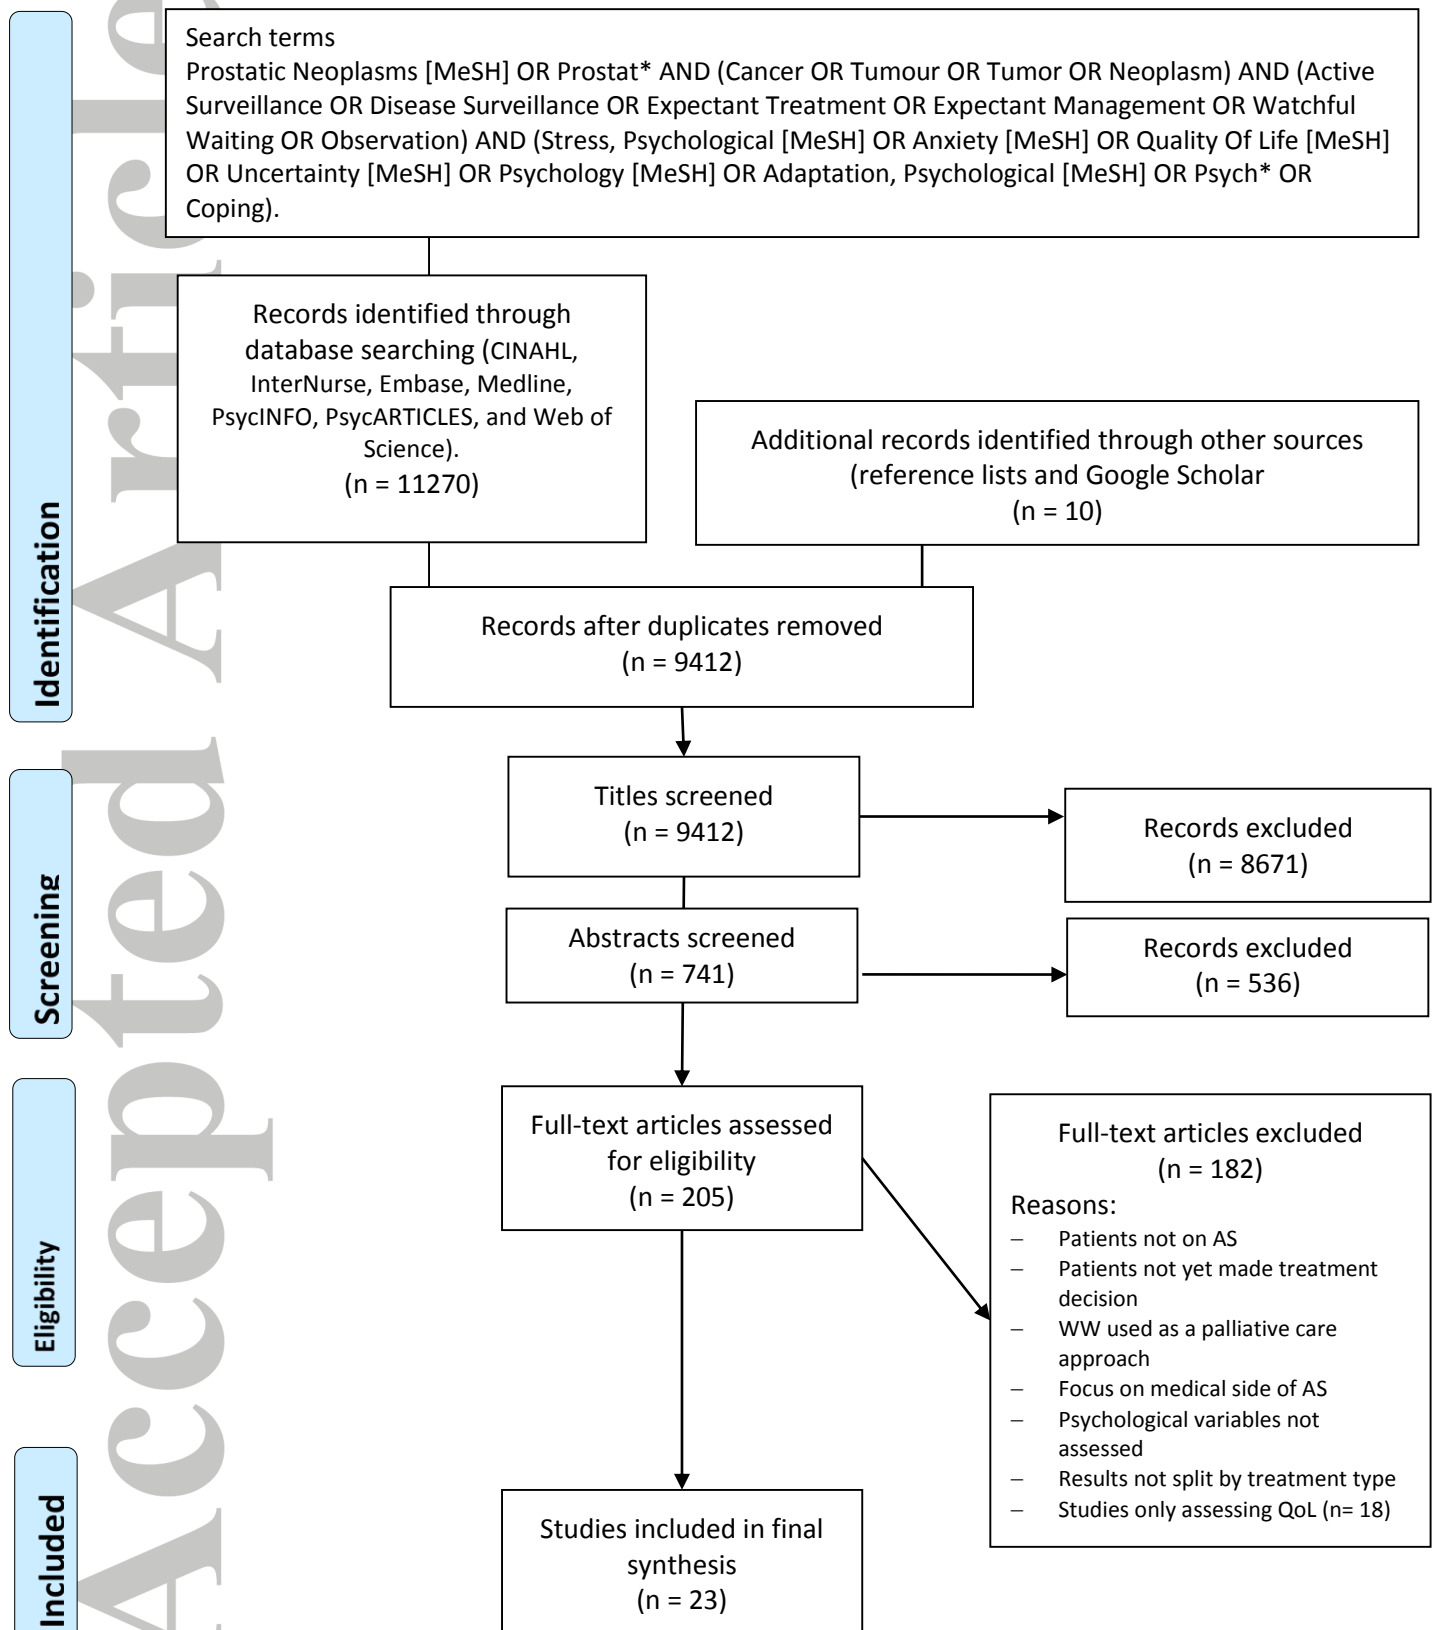 Search terms
Prostatic Neoplasms [MeSH] OR Prostat* AND (Cancer OR Tumour OR Tumor OR Neoplasm) AND (Active
Surveillance OR Disease Surveillance OR Expectant Treatment OR Expectant Management OR Watchful
Waiting OR Observation) AND (Stress, Psychological [MeSH] OR Anxiety [MeSH] OR Quality Of Life [MeSH]
OR Uncertainty [MeSH] OR Psychology [MeSH] OR Adaptation, Psychological [MeSH] OR Psych* OR
Coping).
Identification
Records identified through
database searching (CINAHL,
InterNurse, Embase, Medline,
PsycINFO, PsycARTICLES, and Web of
Science).
(n = 11270)
Additional records identified through other sources
(reference lists and Google Scholar
(n = 10)
Records after duplicates removed
(n = 9412)
Screening
Titles screened
(n = 9412)
Records excluded
(n = 8671)
Abstracts screened
(n = 741)
Records excluded
(n = 536)
Eligibility
Full-text articles assessed
for eligibility
(n = 205)
Full-text articles excluded
(n = 182)
Reasons:
– Patients not on AS
– Patients not yet made treatment
decision
– WW used as a palliative care
approach
– Focus on medical side of AS
– Psychological variables not
assessed
– Results not split by treatment type
– Studies only assessing QoL (n= 18)
Included
Studies included in final
synthesis
(n = 23)
Accepted Article